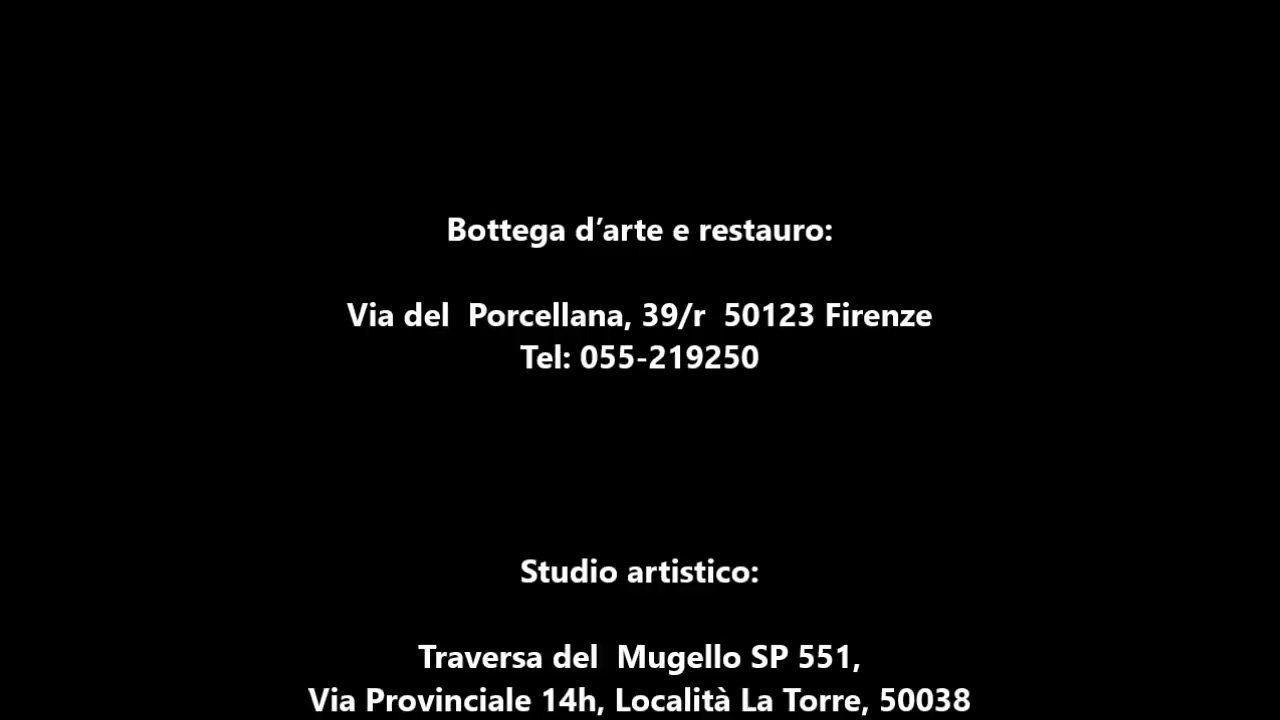 Bottega d’arte e restauro:
Via del  Porcellana, 39/r  50123 Firenze
Tel: 055-219250
Studio artistico:
Traversa del  Mugello SP 551,
Via Provinciale 14h, Località La Torre, 50038